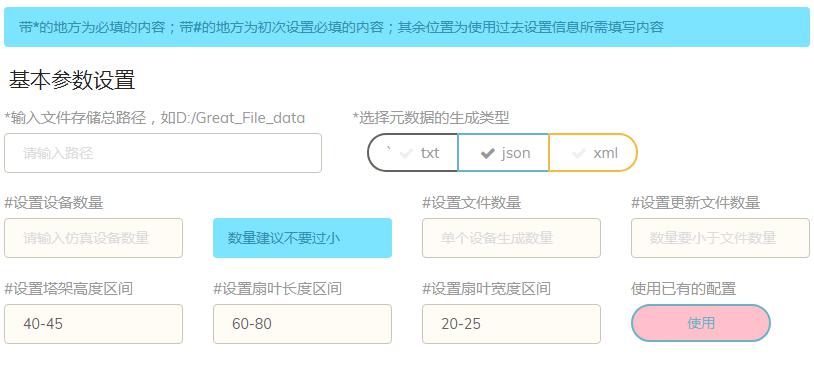 带*的地方为必填的内容；带#的地方为初次设置必填的内容；其余位置为使用过去设置信息所需填写内容
基本参数设置
*输入文件存储总路径，如D:/Great_File_data
*选择元数据的生成类型
请输入路径
` txt json xml
#设置设备数量
#设置文件数量
#设置更新文件数量
请输入仿真设备数量
数量建议不要过小
单个设备生成数量
数量要小于文件数量
#设置塔架高度区间
#设置扇叶长度区间
#设置扇叶宽度区间
使用已有的配置
40-45
60-80
20-25
使用